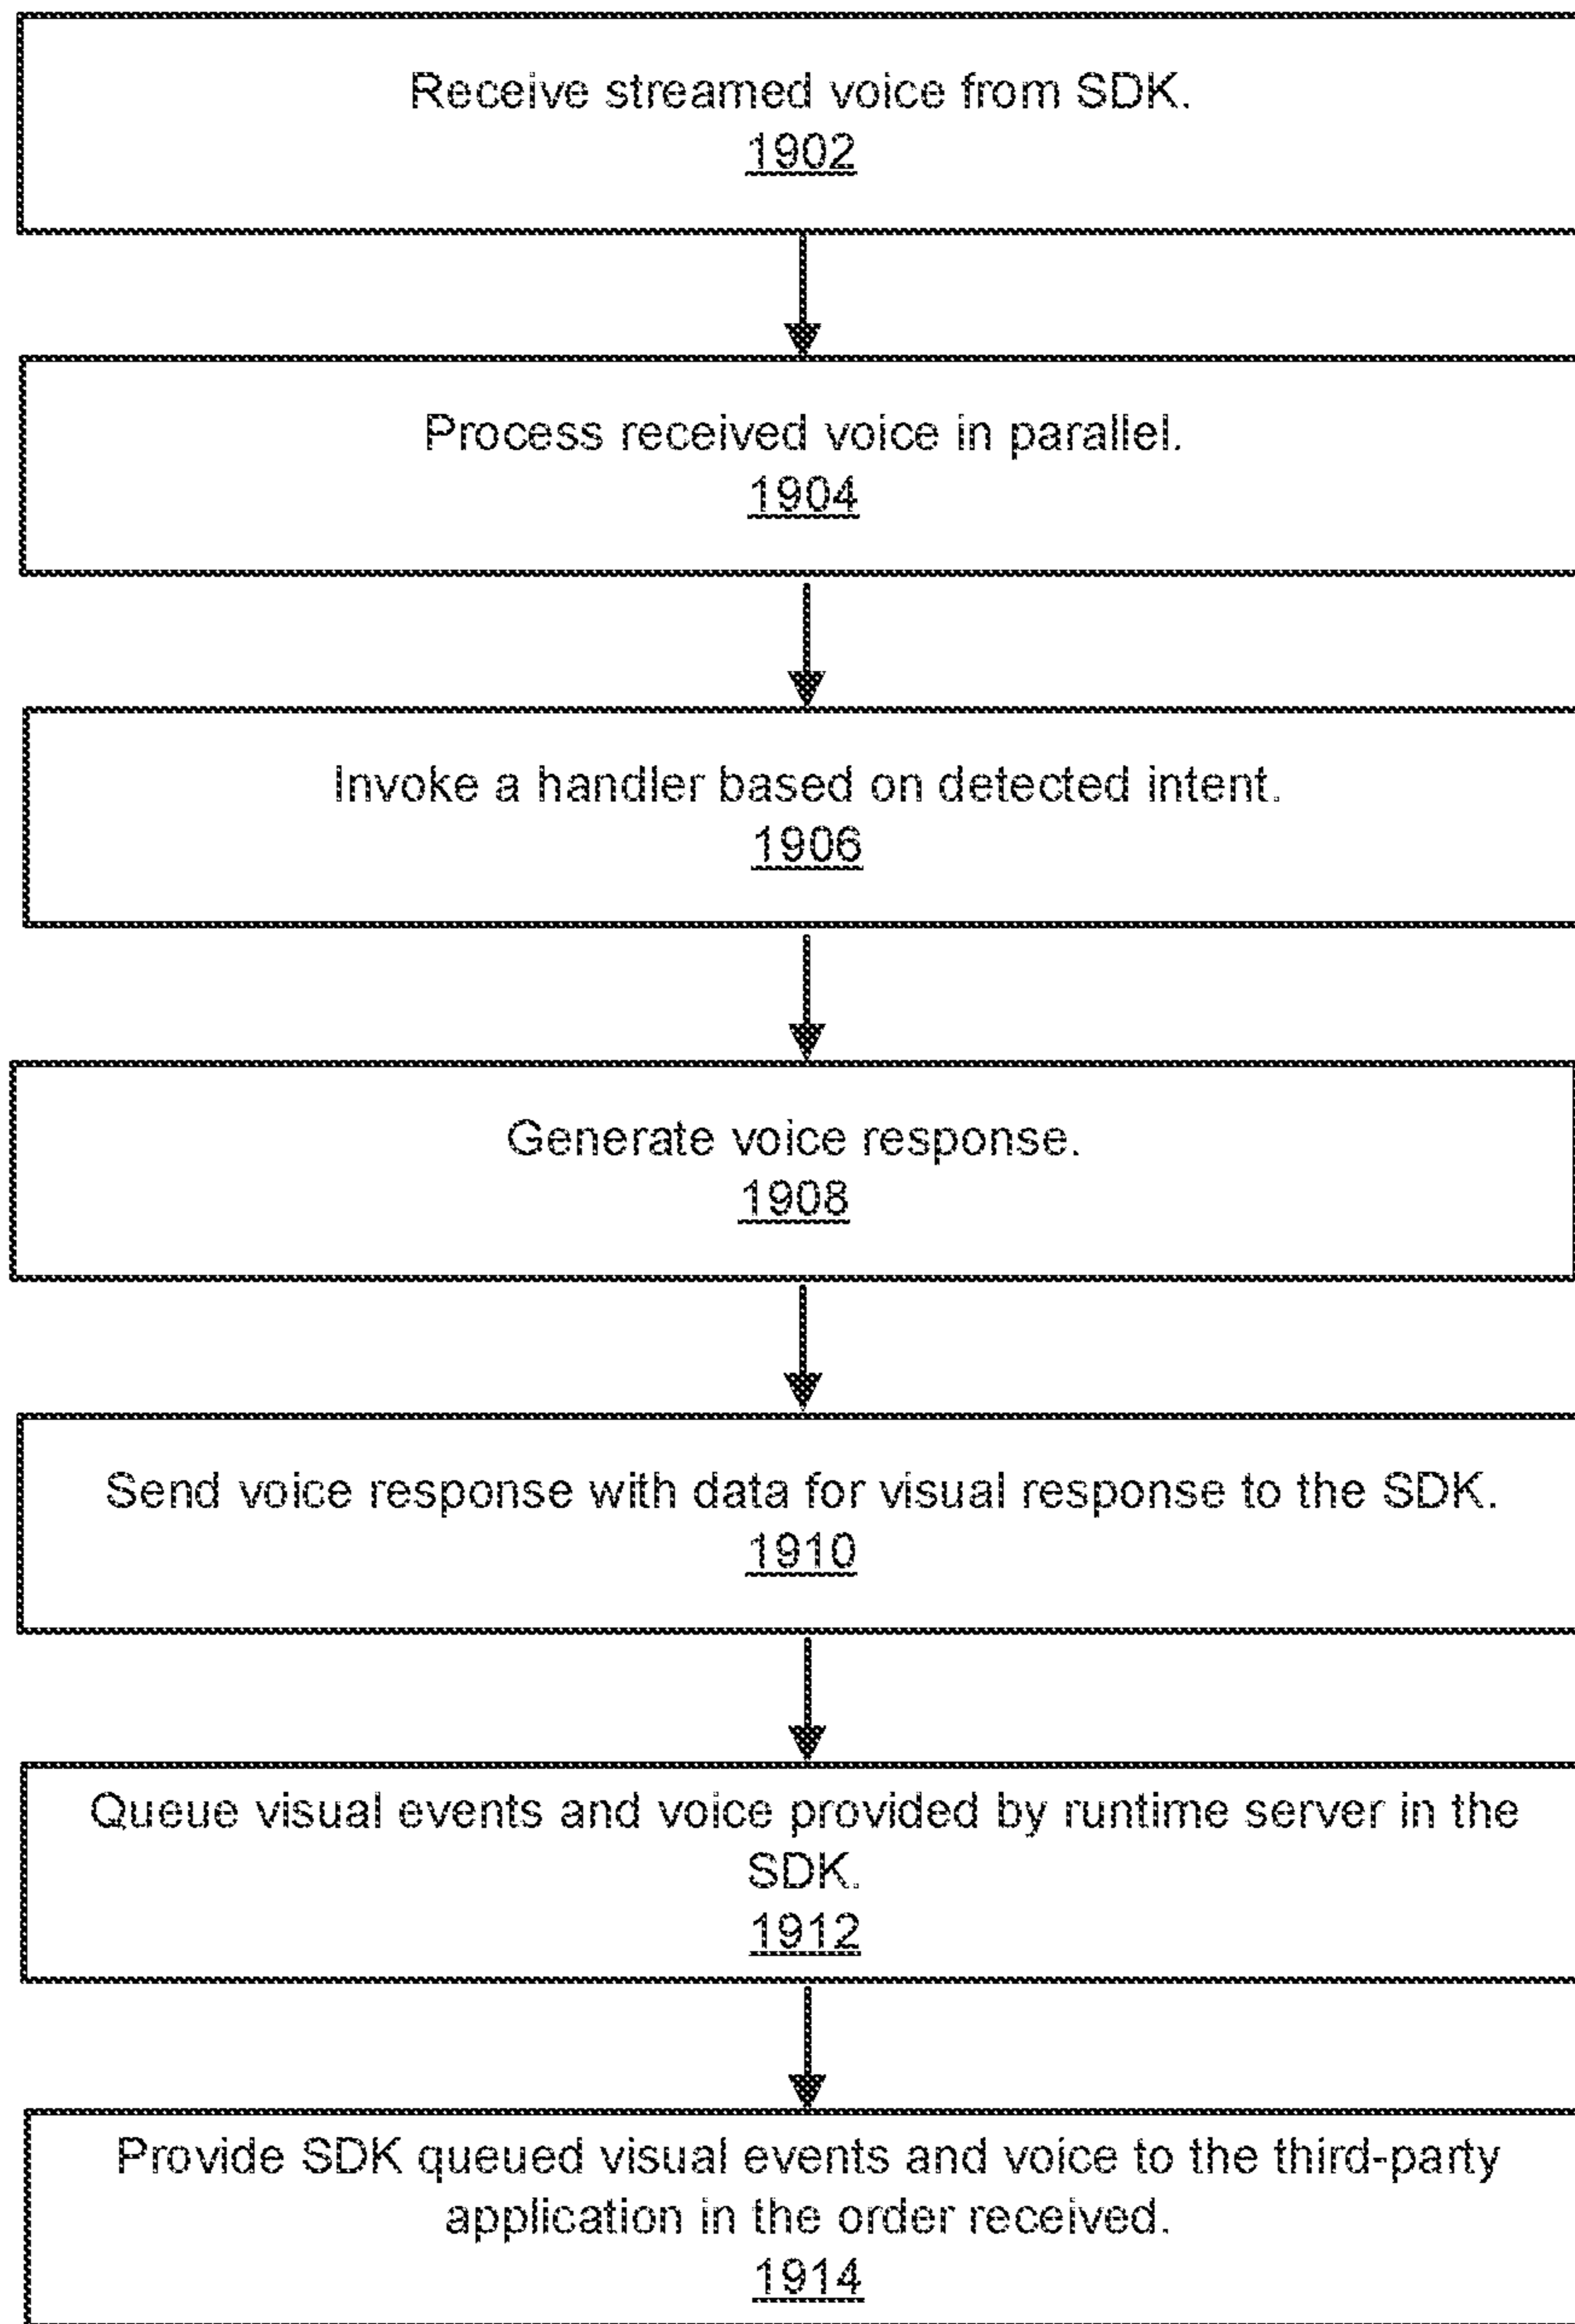 Receive streamed voice from SDK.
1902
Process received voice in parallel.
1904
Invoke a handler based on detected intent.
1906
Generate voice response.
1908
Send voice response with data for visual response to the SDK.
1910
Queue visual events and voice provided by runtime server in the
SDK.
1912
Provide SDK queued visual events and voice to the third-party
application in the order received.
1914